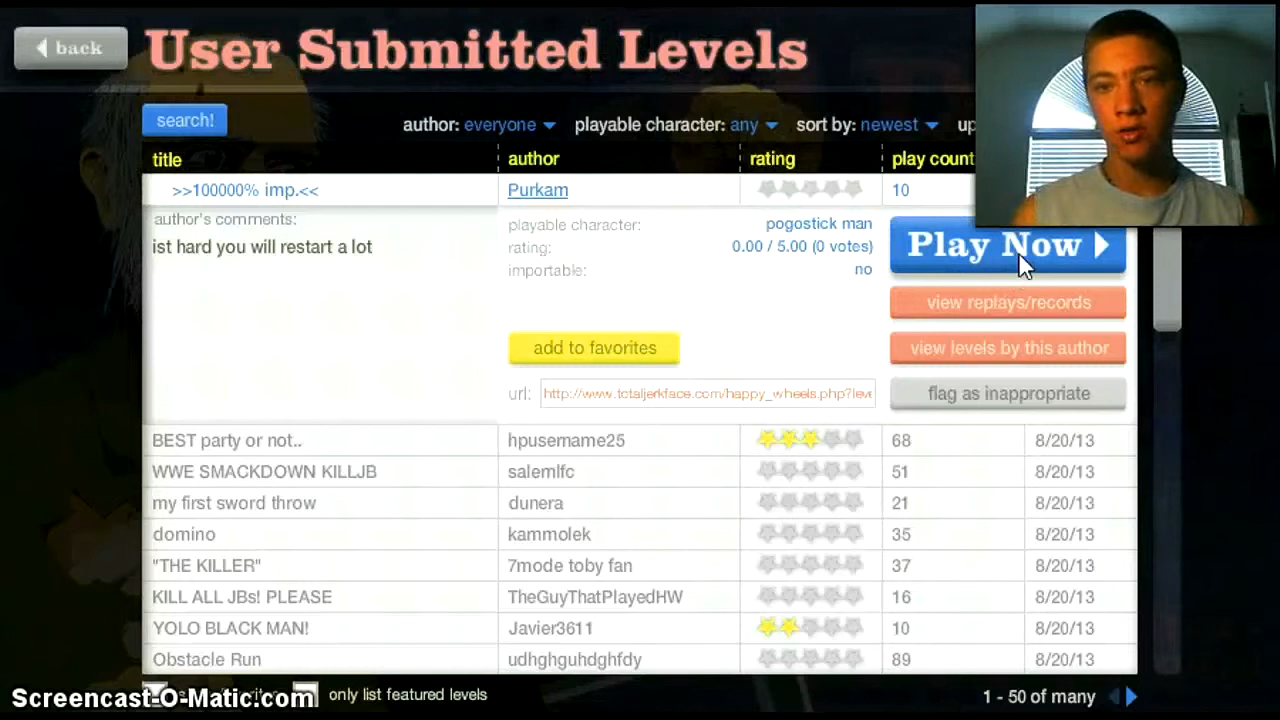 back
User Submitted Levels
search!
author: everyone playable character: any sort by: newest up
title author rating play count
>>100000% imp.<< Purkam 10
author's comments:
ist hard you will restart a lot
playable character: pogostick man
rating: 0.00 / 5.00 (0 votes)
importable: no
Play Now
view replays/records
add to favorites
view levels by this author
url: http://www.totaljerkface.com/happy_wheels.php?leve
flag as inappropriate
BEST party or not.. hpusername25 68 8/20/13
WWE SMACKDOWN KILLJB salemlfc 51 8/20/13
my first sword throw dunera 21 8/20/13
domino kammolek 35 8/20/13
"THE KILLER" 7mode toby fan 37 8/20/13
KILL ALL JBs! PLEASE TheGuyThatPlayedHW 16 8/20/13
YOLO BLACK MAN! Javier3611 10 8/20/13
Obstacle Run udhghguhdghfdy 89 8/20/13
Screencast-O-Matic.com only list featured levels 1 - 50 of many